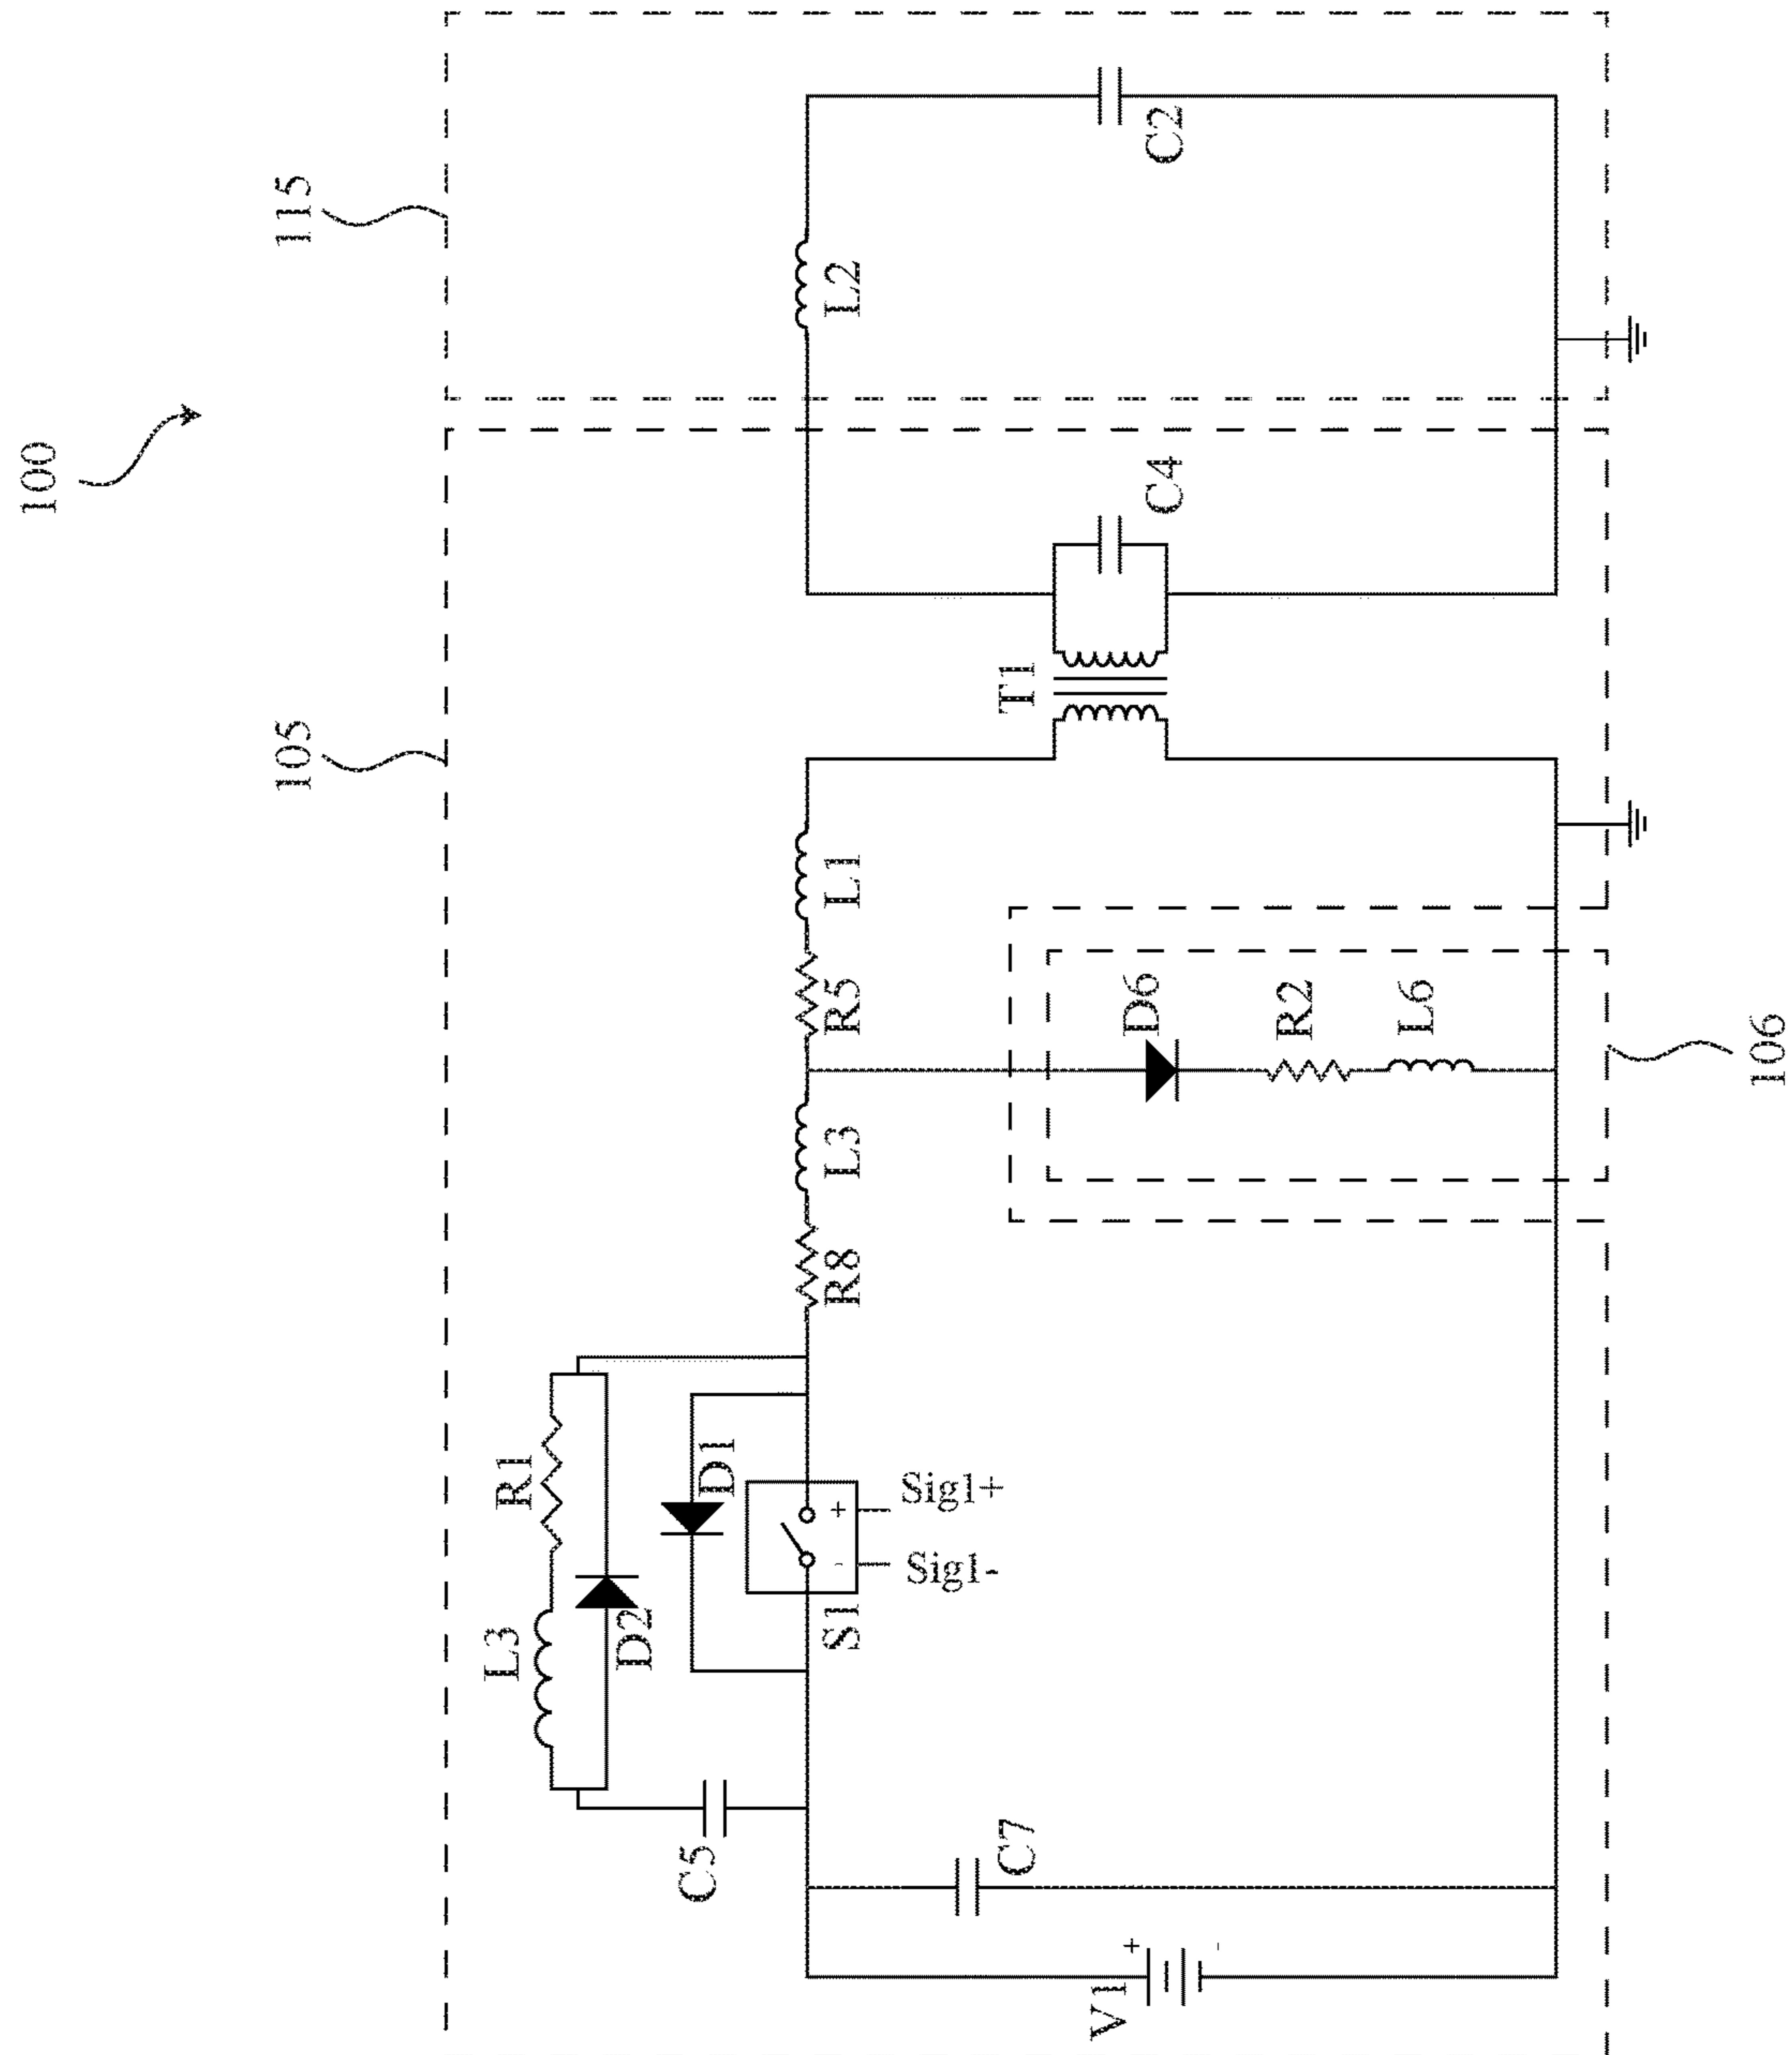 100
105
115
L3
R1
D2
D1
C5
S1
-
+
Sig1-
Sig1+
R8
L3
R5
L1
T1
C4
L2
C2
V1
+
-
C7
D6
R2
L6
106